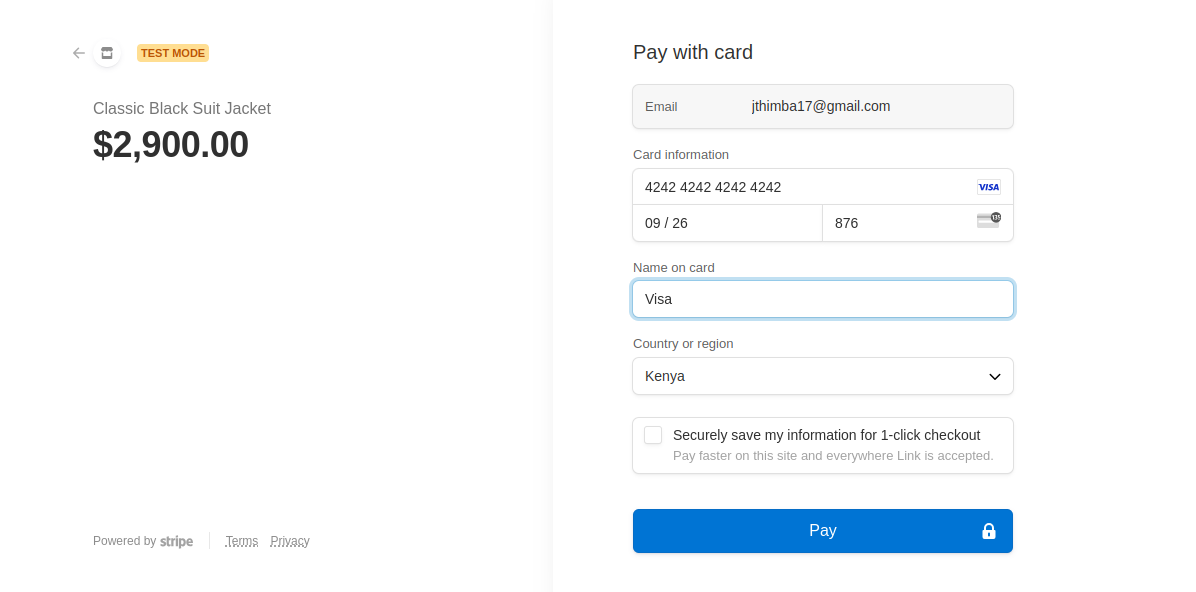 TEST MODE
Classic Black Suit Jacket
$2,900.00
Powered by stripe
Terms Privacy
Pay with card
Email jthimba17@gmail.com
Card information
4242 4242 4242 4242 VISA
09 / 26 876
Name on card
Visa
Country or region
Kenya
Securely save my information for 1-click checkout
Pay faster on this site and everywhere Link is accepted.
Pay